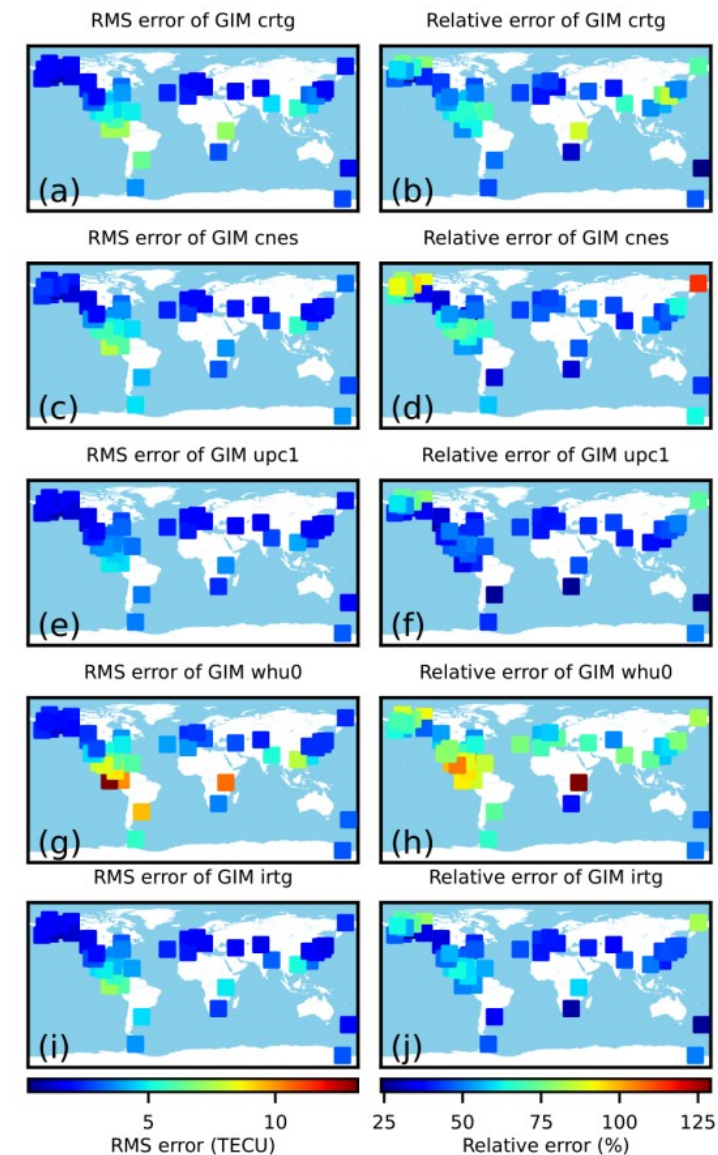 RMS error of GIM crtg
Relative error of GIM crtg
(a)
(b)
RMS error of GIM cnes
Relative error of GIM cnes
(c)
(d)
RMS error of GIM upc1
Relative error of GIM upc1
(e)
(f)
RMS error of GIM whu0
Relative error of GIM whu0
(g)
(h)
RMS error of GIM irtg
Relative error of GIM irtg
(i)
(j)
5 10
25 50 75 100 125
RMS error (TECU)
Relative error (%)